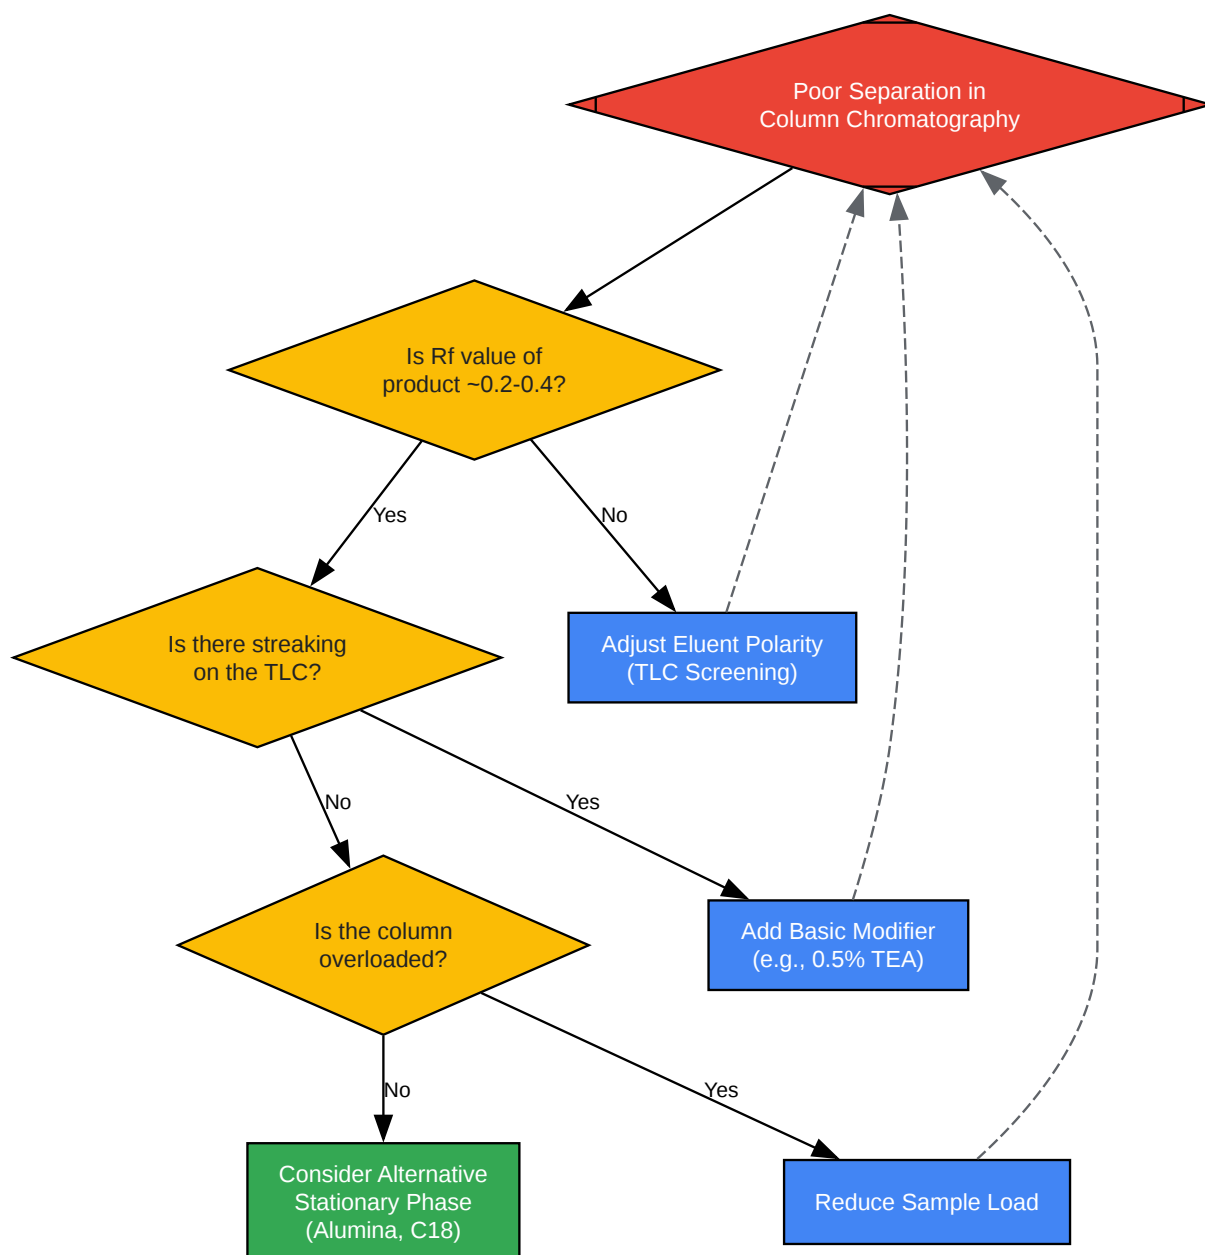 Poor Separation in
Column Chromatography
Is Rf value of
product ~0.2-0.4?
Yes
No
Is there streaking
on the TLC?
Adjust Eluent Polarity
(TLC Screening)
No
Yes
Is the column
overloaded?
Add Basic Modifier
(e.g., 0.5% TEA)
No
Yes
Consider Alternative
Stationary Phase
(Alumina, C18)
Reduce Sample Load